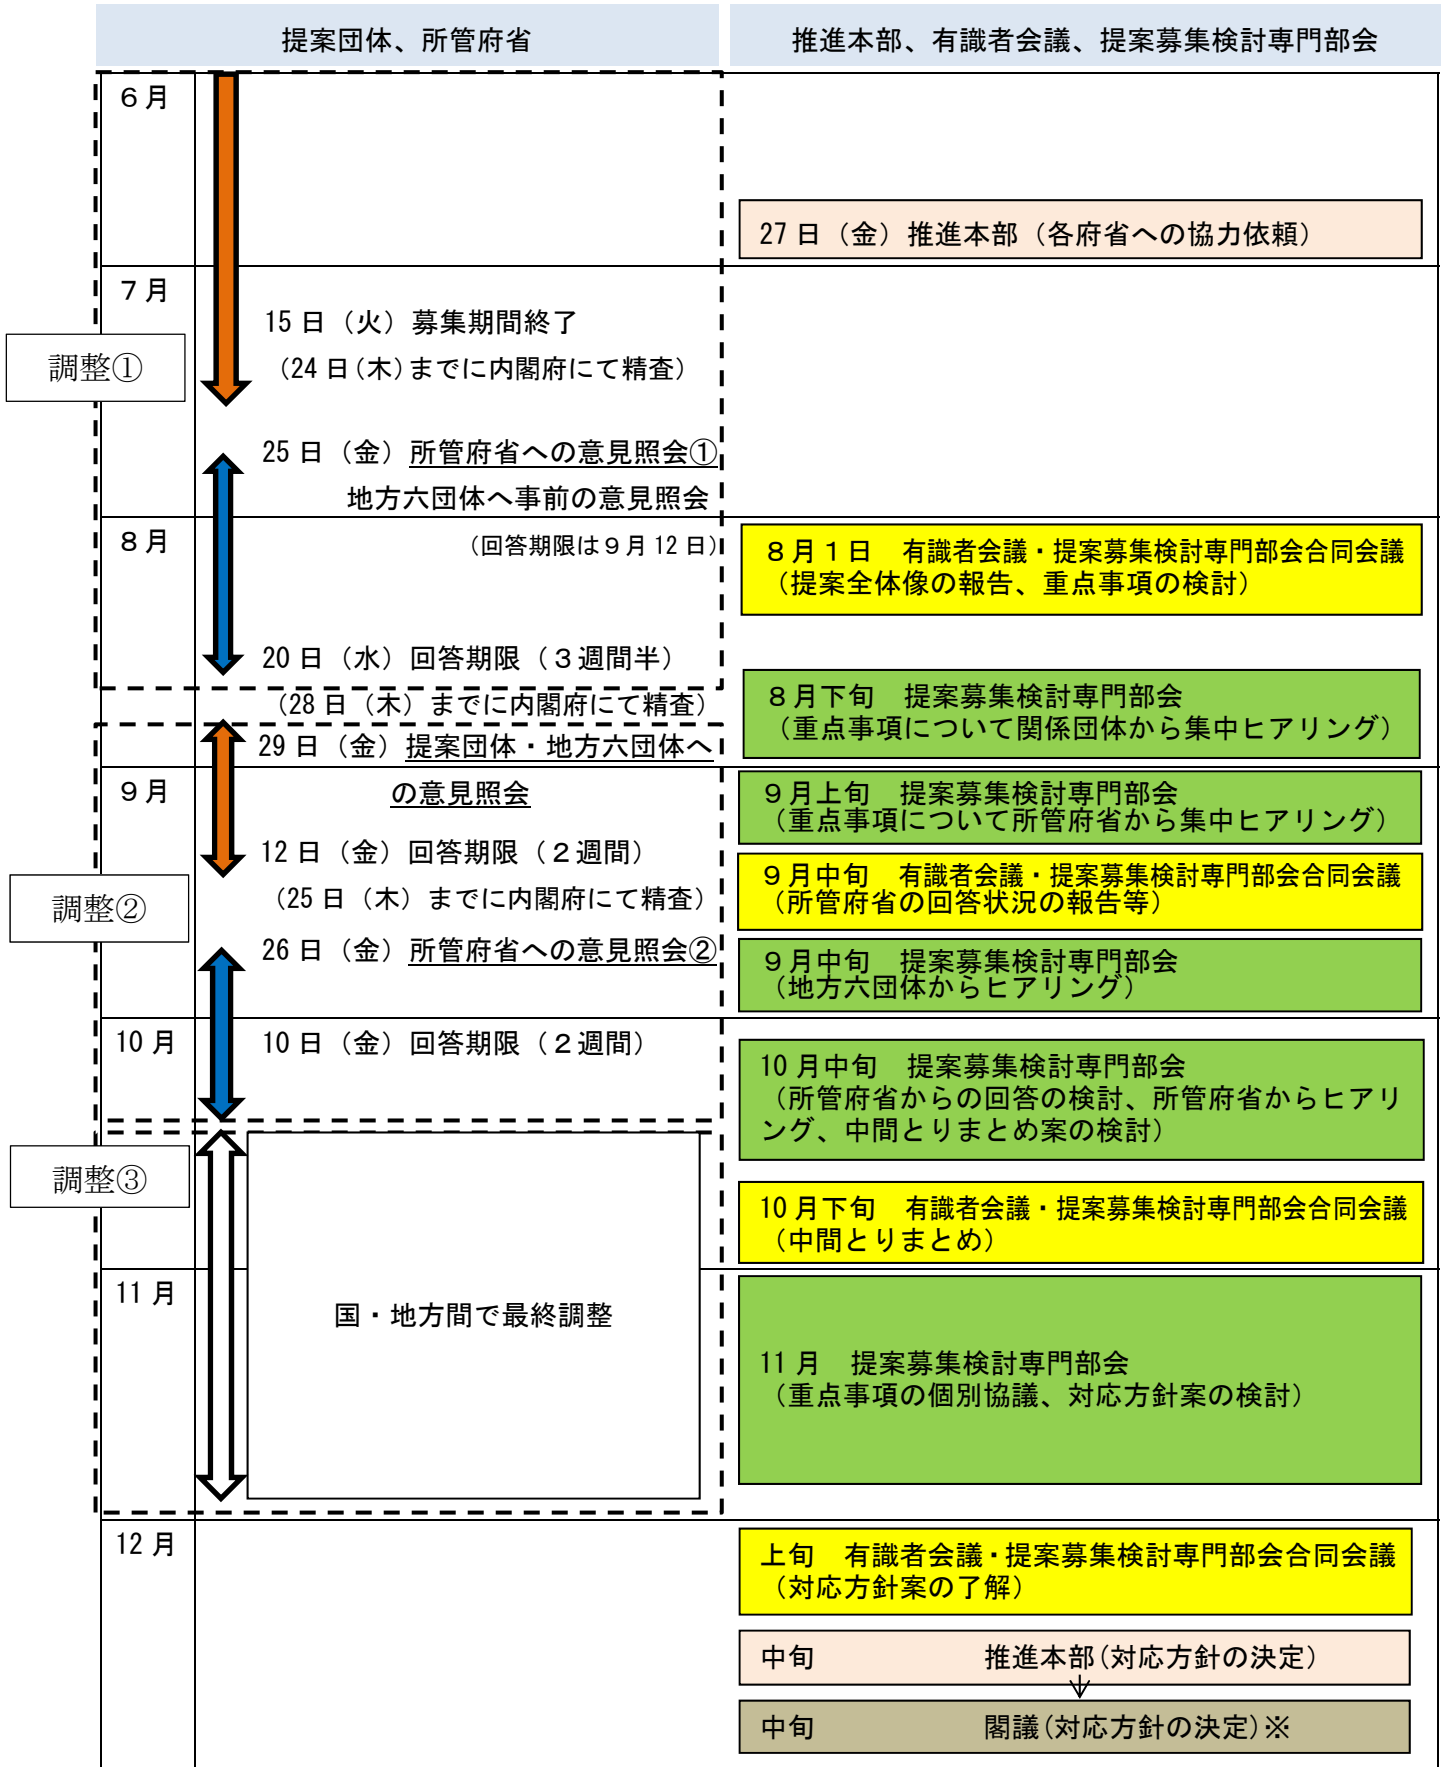 提案団体、所管府省
推進本部、有識者会議、提案募集検討専門部会
６月
27 日（金）推進本部（各府省への協力依頼）
７月
15 日（火）募集期間終了
（24 日（木）までに内閣府にて精査）
調整①
25 日（金）所管府省への意見照会①
地方六団体へ事前の意見照会
８月
（回答期限は９月 12 日）
８月１日　有識者会議・提案募集検討専門部会合同会議
（提案全体像の報告、重点事項の検討）
20 日（水）回答期限（３週間半）
（28 日（木）までに内閣府にて精査）
８月下旬　提案募集検討専門部会
（重点事項について関係団体から集中ヒアリング）
29 日（金）提案団体・地方六団体へ
の意見照会
９月
９月上旬　提案募集検討専門部会
（重点事項について所管府省から集中ヒアリング）
12 日（金）回答期限（２週間）
（25 日（木）までに内閣府にて精査）
９月中旬　有識者会議・提案募集検討専門部会合同会議
（所管府省の回答状況の報告等）
調整②
26 日（金）所管府省への意見照会②
９月中旬　提案募集検討専門部会
（地方六団体からヒアリング）
10 月
10 日（金）回答期限（２週間）
10 月中旬　提案募集検討専門部会
（所管府省からの回答の検討、所管府省からヒアリ
ング、中間とりまとめ案の検討）
調整③
10 月下旬　有識者会議・提案募集検討専門部会合同会議
（中間とりまとめ）
11 月
国・地方間で最終調整
11 月　提案募集検討専門部会
（重点事項の個別協議、対応方針案の検討）
12 月
上旬　有識者会議・提案募集検討専門部会合同会議
（対応方針案の了解）
中旬　推進本部（対応方針の決定）
中旬　閣議（対応方針の決定）※